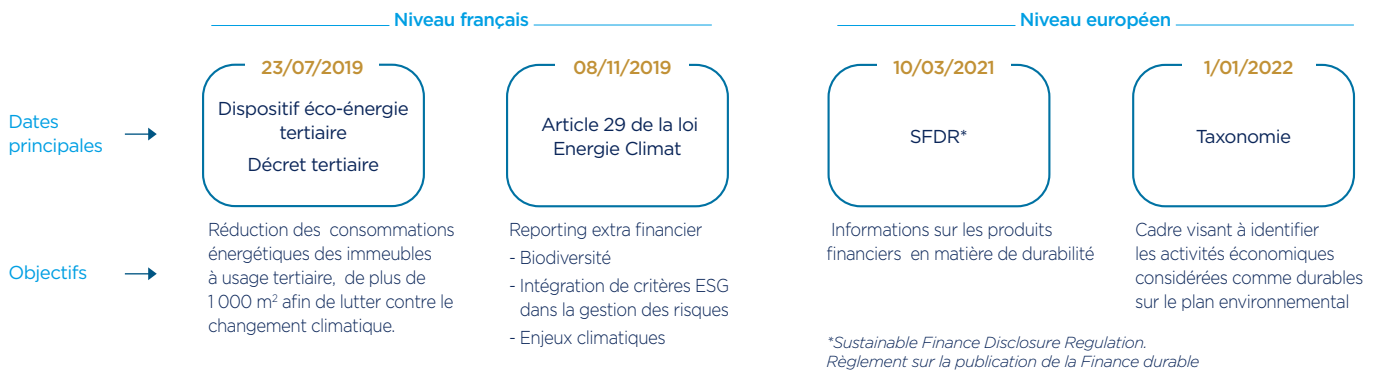 Niveau français
Niveau européen
Dates
principales
23/07/2019
Dispositif éco-énergie
tertiaire
Décret tertiaire
08/11/2019
Article 29 de la loi
Energie Climat
10/03/2021
SFDR*
1/01/2022
Taxonomie
Objectifs
Réduction des consommations
énergétiques des immeubles
à usage tertiaire, de plus de
1 000 m² afin de lutter contre le
changement climatique.
Reporting extra financier
- Biodiversité
- Intégration de critères ESG
dans la gestion des risques
- Enjeux climatiques
Informations sur les produits
financiers en matière de durabilité
Cadre visant à identifier
les activités économiques
considérées comme durables
sur le plan environnemental
*Sustainable Finance Disclosure Regulation.
Règlement sur la publication de la Finance durable